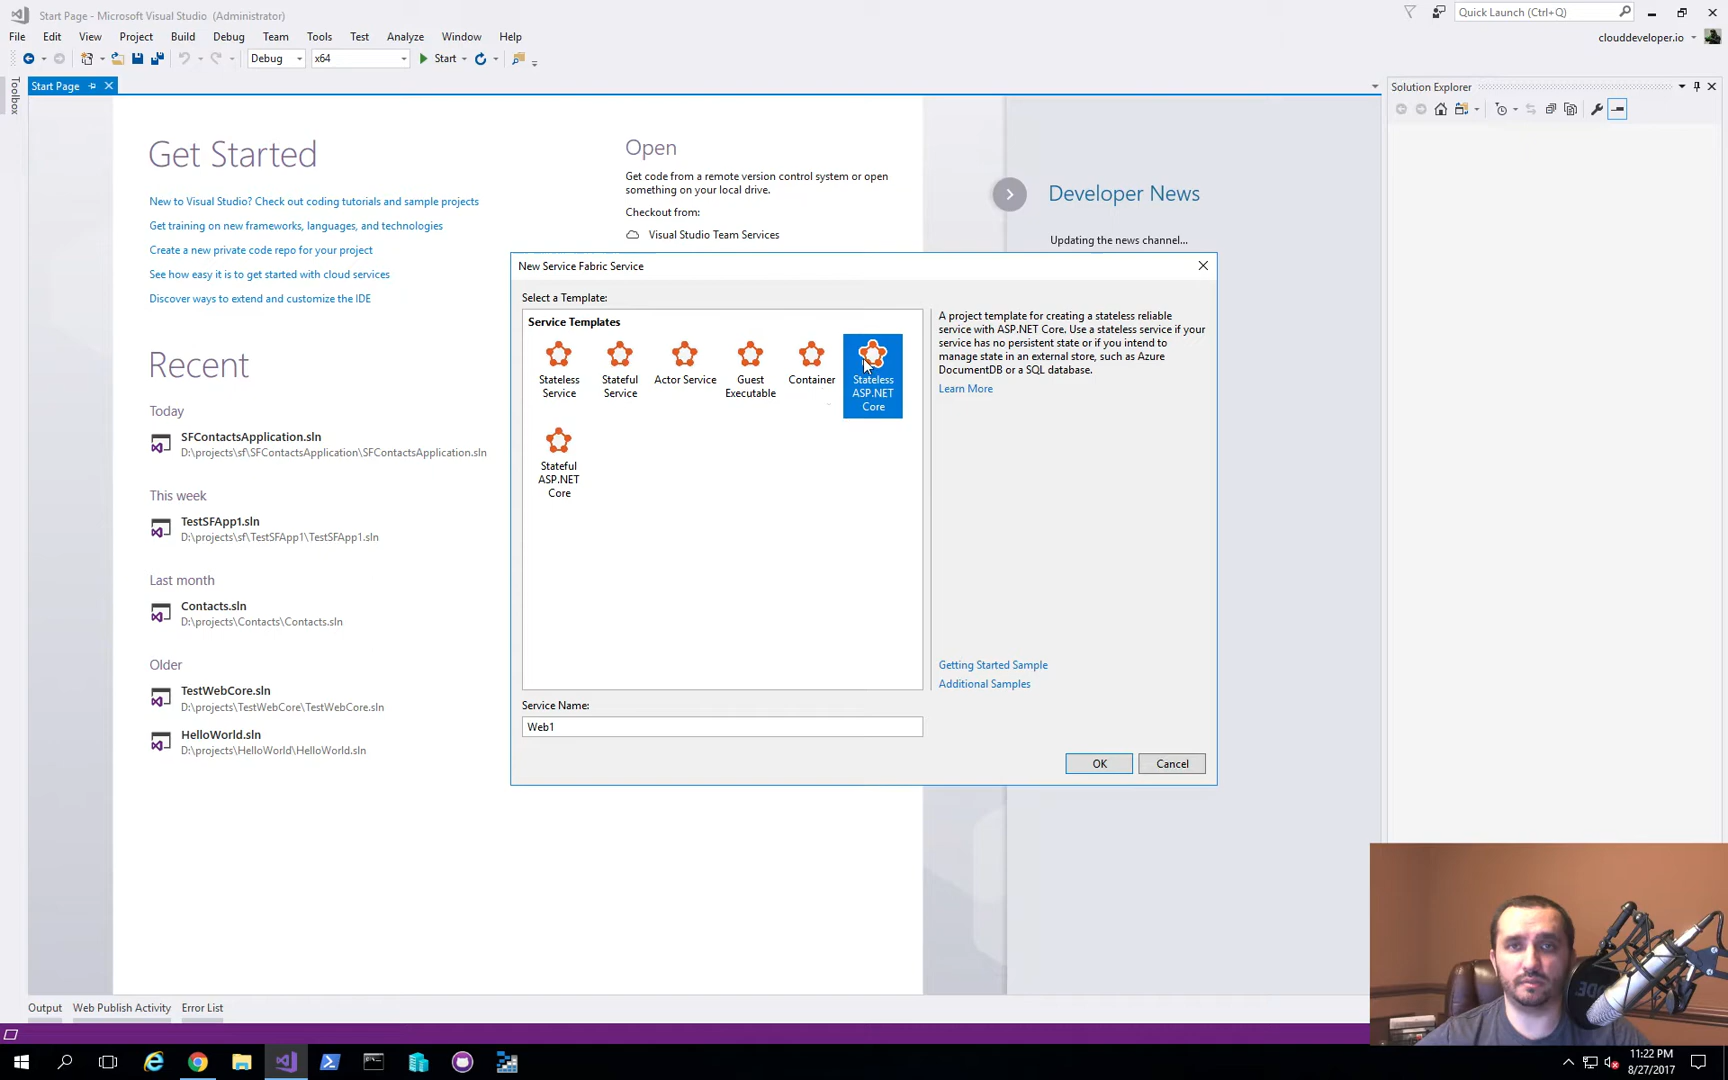 Start Page - Microsoft Visual Studio (Administrator)
Quick Launch (Ctrl+Q)
File Edit View Project Build Debug Team Tools Test Analyze Window Help
clouddeveloper.io
Debug x64 Start
Toolbox
Start Page
Solution Explorer
Get Started
New to Visual Studio? Check out coding tutorials and sample projects
Get training on new frameworks, languages, and technologies
Create a new private code repo for your project
See how easy it is to get started with cloud services
Discover ways to extend and customize the IDE
Recent
Today
SFContactsApplication.sln
D:\projects\sf\SFContactsApplication\SFContactsApplication.sln
This week
TestSFApp1.sln
D:\projects\sf\TestSFApp1\TestSFApp1.sln
Last month
Contacts.sln
D:\projects\Contacts\Contacts.sln
Older
TestWebCore.sln
D:\projects\TestWebCore\TestWebCore.sln
HelloWorld.sln
D:\projects\HelloWorld\HelloWorld.sln
Open
Get code from a remote version control system or open
something on your local drive.
Checkout from:
Visual Studio Team Services
Developer News
Updating the news channel...
New Service Fabric Service
Select a Template:
Service Templates
Stateless
Service
Stateful
Service
Actor Service
Guest
Executable
Container
Stateless
ASP.NET
Core
Stateful
ASP.NET
Core
A project template for creating a stateless reliable
service with ASP.NET Core. Use a stateless service if your
service has no persistent state or if you intend to
manage state in an external store, such as Azure
DocumentDB or a SQL database.
Learn More
Getting Started Sample
Additional Samples
Service Name:
Web1
OK Cancel
Output Web Publish Activity Error List
11:22 PM
8/27/2017